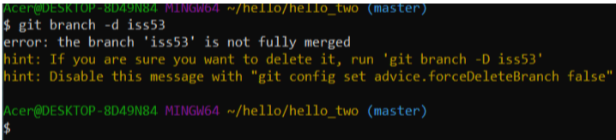 Acer@DESKTOP-8D49N84 MINGW64 ~/hello/hello_two (master)
$ git branch -d iss53
error: the branch 'iss53' is not fully merged
hint: If you are sure you want to delete it, run 'git branch -D iss53'
hint: Disable this message with "git config set advice.forceDeleteBranch false"
Acer@DESKTOP-8D49N84 MINGW64 ~/hello/hello_two (master)
$